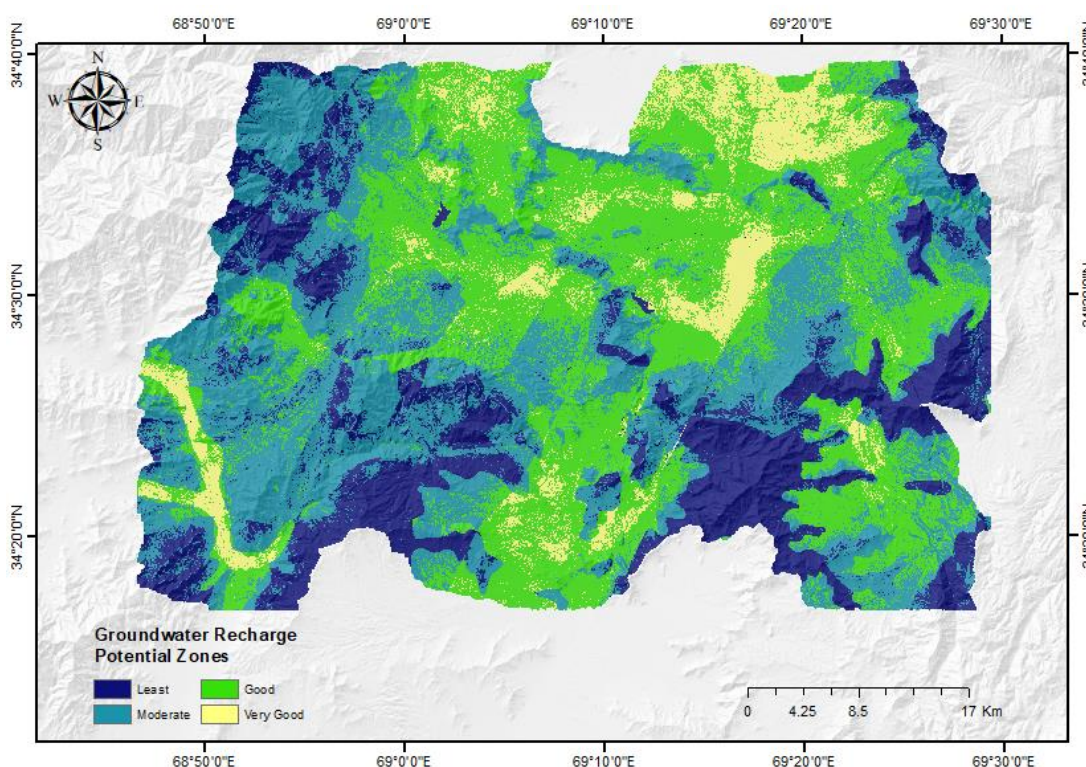 68°50'0"E 69°0'0"E 69°10'0"E 69°20'0"E 69°30'0"E
34°40'0"N
34°30'0"N
34°20'0"N
N
W E
S
Groundwater Recharge
Potential Zones
Least Good
Moderate Very Good
0 4.25 8.5 17 Km
68°50'0"E 69°0'0"E 69°10'0"E 69°20'0"E 69°30'0"E